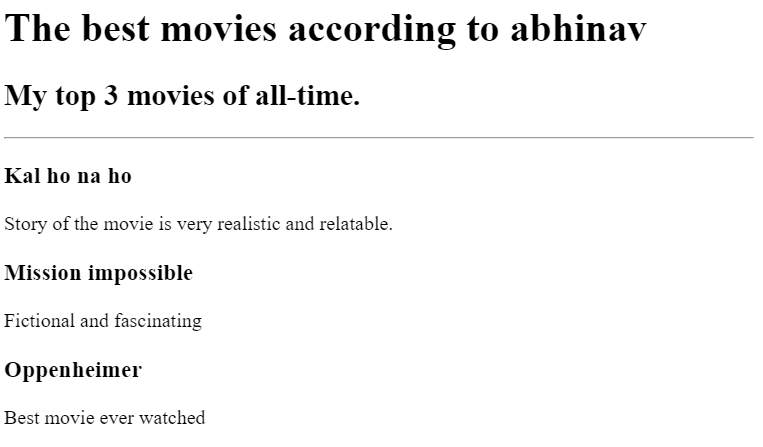 The best movies according to abhinav
My top 3 movies of all-time.
Kal ho na ho
Story of the movie is very realistic and relatable.
Mission impossible
Fictional and fascinating
Oppenheimer
Best movie ever watched